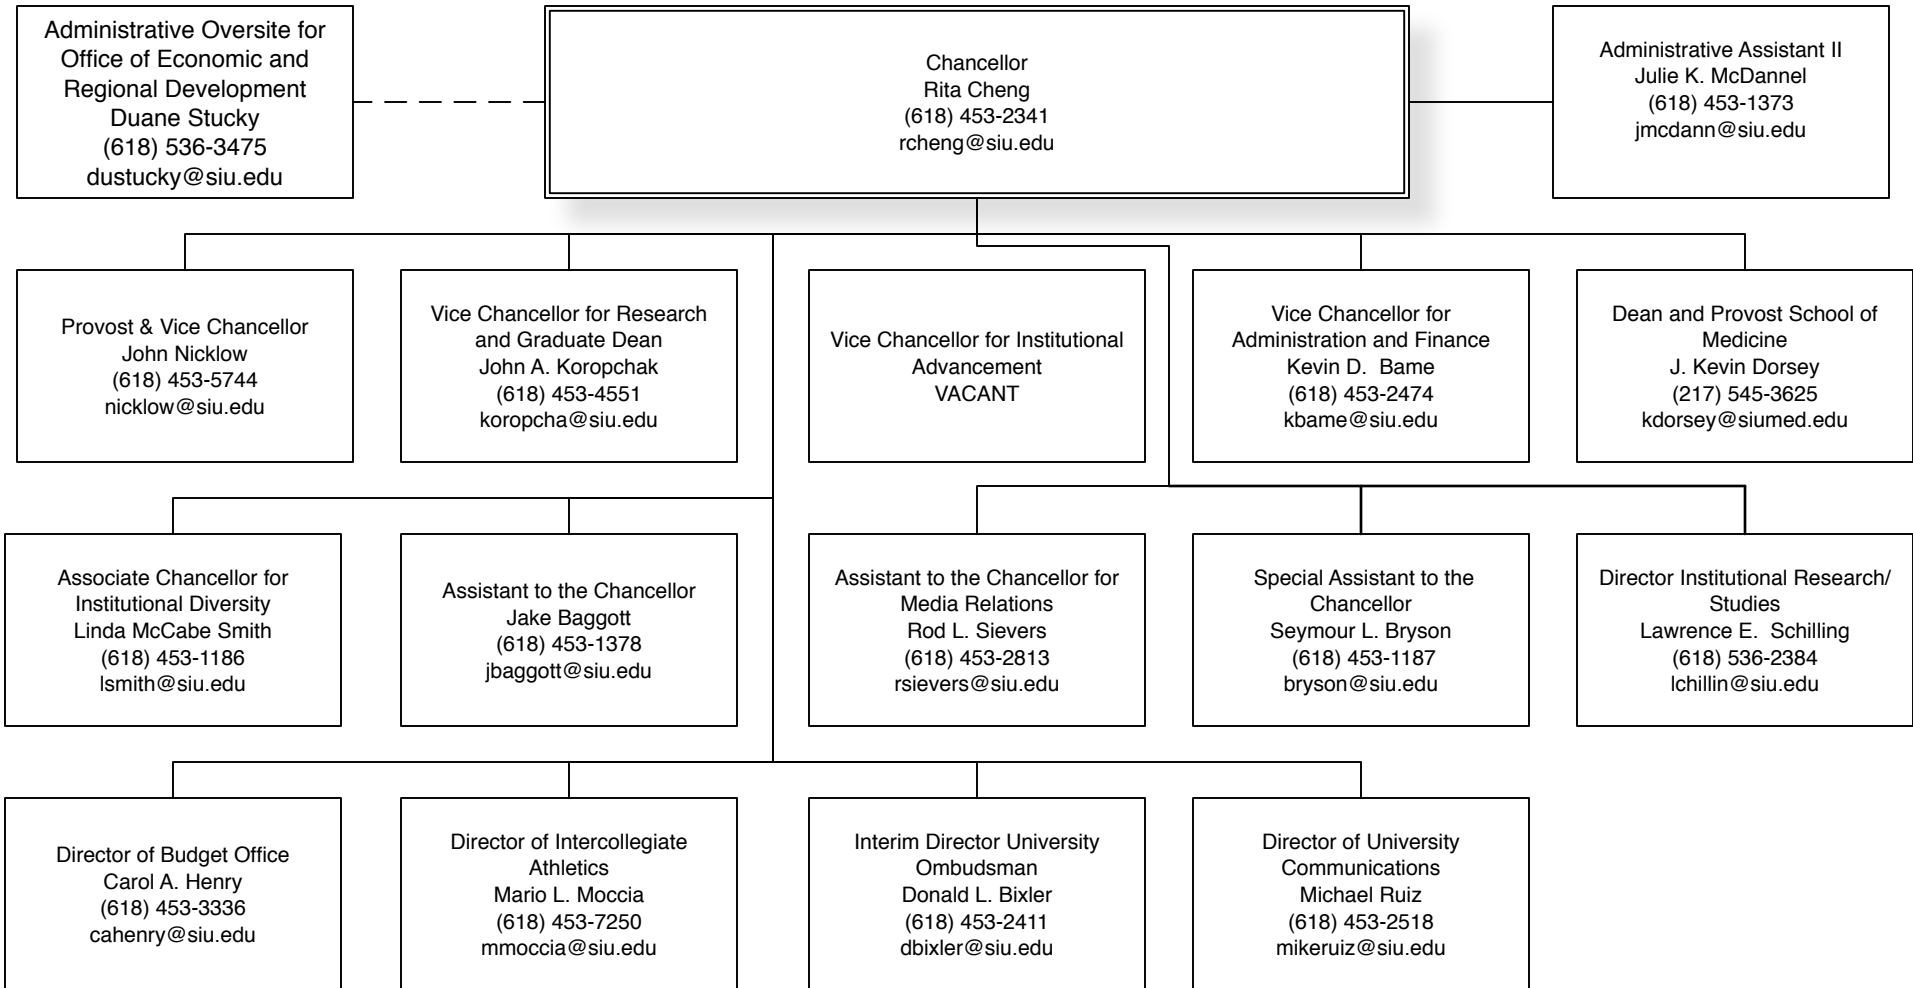 Administrative Oversite for
Office of Economic and
Regional Development
Duane Stucky
(618) 536-3475
dustucky@siu.edu
Chancellor
Rita Cheng
(618) 453-2341
rcheng@siu.edu
Administrative Assistant II
Julie K. McDannel
(618) 453-1373
jmcdann@siu.edu
Provost & Vice Chancellor
John Nicklow
(618) 453-5744
nicklow@siu.edu
Vice Chancellor for Research
and Graduate Dean
John A. Koropchak
(618) 453-4551
koropcha@siu.edu
Vice Chancellor for Institutional
Advancement
VACANT
Vice Chancellor for
Administration and Finance
Kevin D. Bame
(618) 453-2474
kbame@siu.edu
Dean and Provost School of
Medicine
J. Kevin Dorsey
(217) 545-3625
kdorsey@siumed.edu
Associate Chancellor for
Institutional Diversity
Linda McCabe Smith
(618) 453-1186
lsmith@siu.edu
Assistant to the Chancellor
Jake Baggott
(618) 453-1378
jbaggott@siu.edu
Assistant to the Chancellor for
Media Relations
Rod L. Sievers
(618) 453-2813
rsievers@siu.edu
Special Assistant to the
Chancellor
Seymour L. Bryson
(618) 453-1187
bryson@siu.edu
Director Institutional Research/
Studies
Lawrence E. Schilling
(618) 536-2384
lchillin@siu.edu
Director of Budget Office
Carol A. Henry
(618) 453-3336
cahenry@siu.edu
Director of Intercollegiate
Athletics
Mario L. Moccia
(618) 453-7250
mmoccia@siu.edu
Interim Director University
Ombudsman
Donald L. Bixler
(618) 453-2411
dbixler@siu.edu
Director of University
Communications
Michael Ruiz
(618) 453-2518
mikeruiz@siu.edu